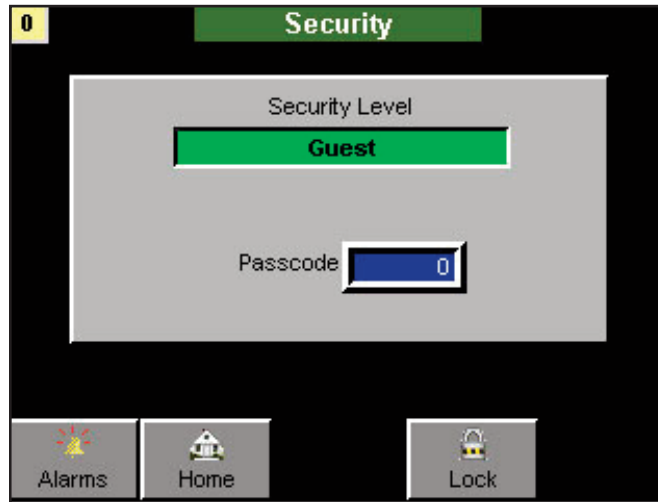 0
Security
Security Level
Guest
Passcode 0
Alarms Home Lock